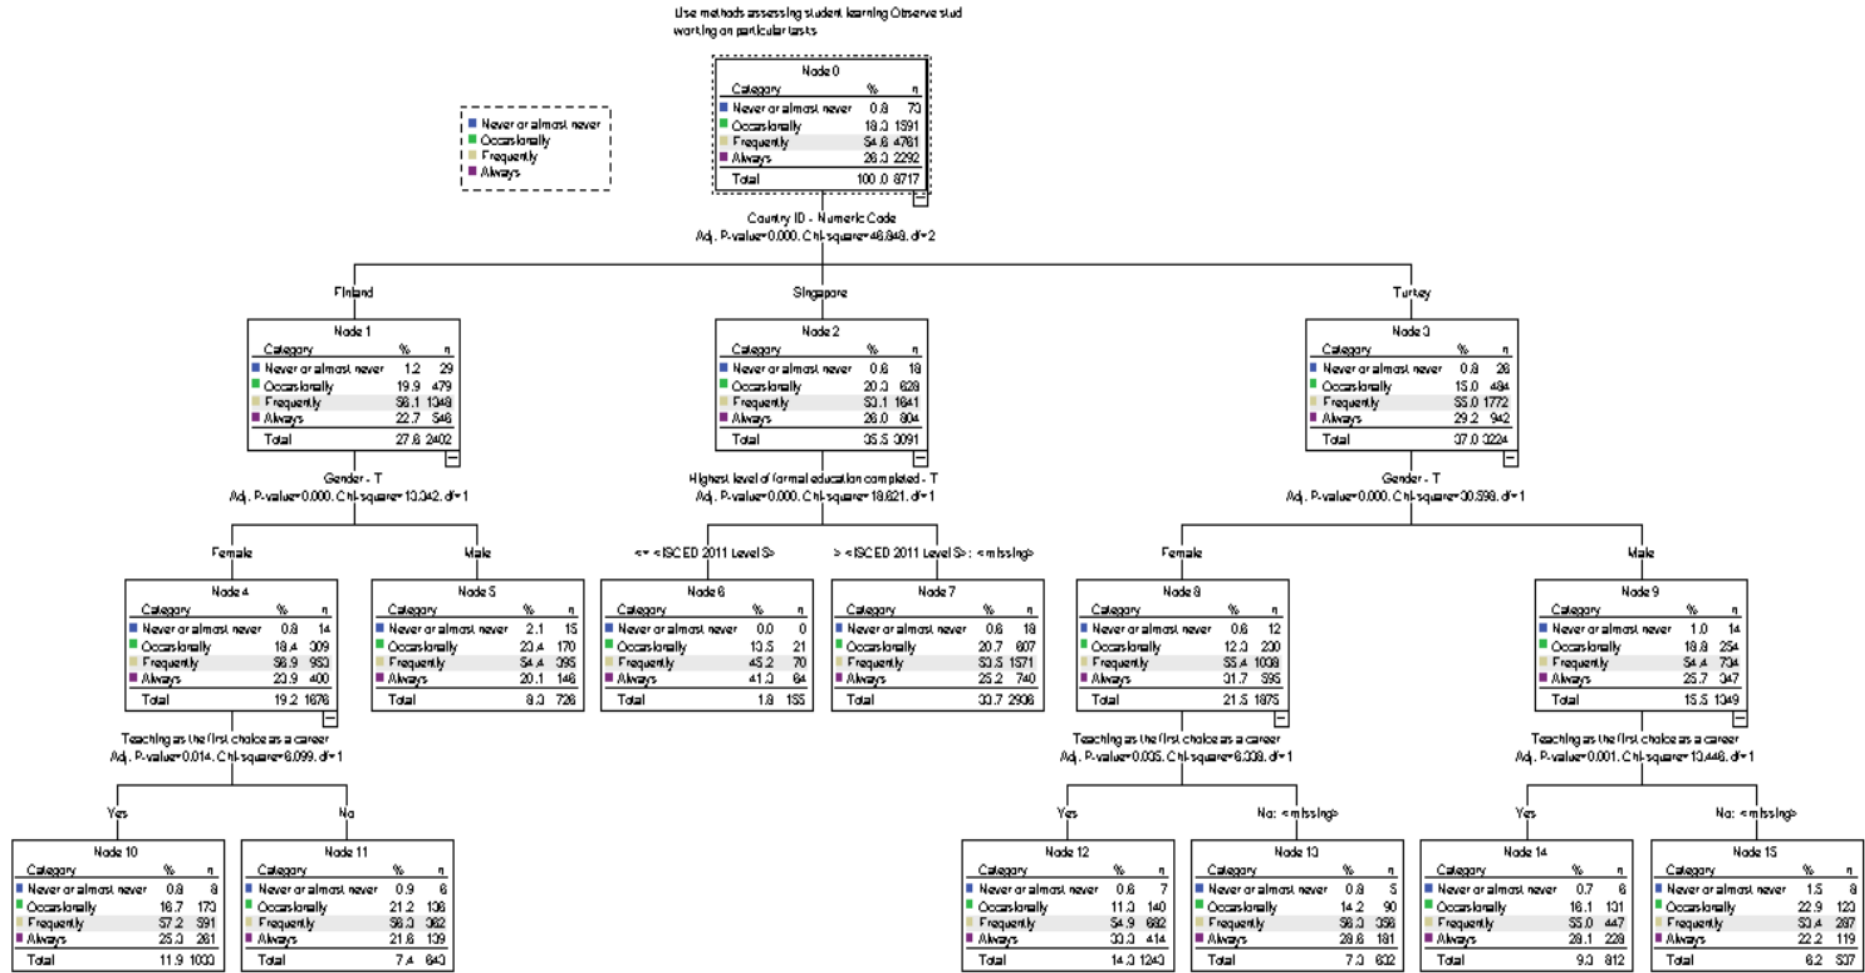 Use methods assessing student learning Observe stud
working on particular tasks
Node 0
Category % n
Never or almost never 0.8 73
Occasionally 18.3 1591
Frequently 54.6 4761
Always 26.3 2292
Total 100.0 8717
Never or almost never
Occasionally
Frequently
Always
Country ID - Numeric Code
Adj. P-value=0.000, Chi-square=46.848, df=2
Finland
Singapore
Turkey
Node 1
Category % n
Never or almost never 1.2 29
Occasionally 19.9 479
Frequently 56.1 1348
Always 22.7 546
Total 27.6 2402
Node 2
Category % n
Never or almost never 0.6 18
Occasionally 20.3 628
Frequently 53.1 1641
Always 26.0 804
Total 35.5 3091
Node 3
Category % n
Never or almost never 0.8 26
Occasionally 15.0 484
Frequently 55.0 1772
Always 29.2 942
Total 37.0 3224
Gender - T
Adj. P-value=0.000, Chi-square=13.342, df=1
Highest level of formal education completed - T
Adj. P-value=0.000, Chi-square=18.621, df=1
Gender - T
Adj. P-value=0.000, Chi-square=30.598, df=1
Female
Male
<= <ISCED 2011 Level 5>
> <ISCED 2011 Level 5>; <missing>
Female
Male
Node 4
Category % n
Never or almost never 0.8 14
Occasionally 18.4 309
Frequently 56.9 953
Always 23.9 400
Total 19.2 1676
Node 5
Category % n
Never or almost never 2.1 15
Occasionally 23.4 170
Frequently 54.4 395
Always 20.1 146
Total 8.3 726
Node 6
Category % n
Never or almost never 0.0 0
Occasionally 13.5 21
Frequently 45.2 70
Always 41.3 64
Total 1.8 155
Node 7
Category % n
Never or almost never 0.6 18
Occasionally 20.7 607
Frequently 53.5 1571
Always 25.2 740
Total 33.7 2936
Node 8
Category % n
Never or almost never 0.6 12
Occasionally 12.3 230
Frequently 55.4 1038
Always 31.7 595
Total 21.5 1875
Node 9
Category % n
Never or almost never 1.0 14
Occasionally 18.8 254
Frequently 54.4 734
Always 25.7 347
Total 15.5 1349
Teaching as the first choice as a career
Adj. P-value=0.014, Chi-square=6.099, df=1
Teaching as the first choice as a career
Adj. P-value=0.035, Chi-square=6.338, df=1
Teaching as the first choice as a career
Adj. P-value=0.001, Chi-square=13.446, df=1
Yes
No
Yes
No; <missing>
Yes
No; <missing>
Node 10
Category % n
Never or almost never 0.8 8
Occasionally 16.7 173
Frequently 57.2 591
Always 25.3 261
Total 11.9 1033
Node 11
Category % n
Never or almost never 0.9 6
Occasionally 21.2 136
Frequently 56.3 362
Always 21.6 139
Total 7.4 643
Node 12
Category % n
Never or almost never 0.6 7
Occasionally 11.3 140
Frequently 54.9 682
Always 33.3 414
Total 14.3 1243
Node 13
Category % n
Never or almost never 0.8 5
Occasionally 14.2 90
Frequently 56.3 356
Always 28.6 181
Total 7.3 632
Node 14
Category % n
Never or almost never 0.7 6
Occasionally 16.1 131
Frequently 55.0 447
Always 28.1 228
Total 9.3 812
Node 15
Category % n
Never or almost never 1.5 8
Occasionally 22.9 123
Frequently 53.4 287
Always 22.2 119
Total 6.2 537